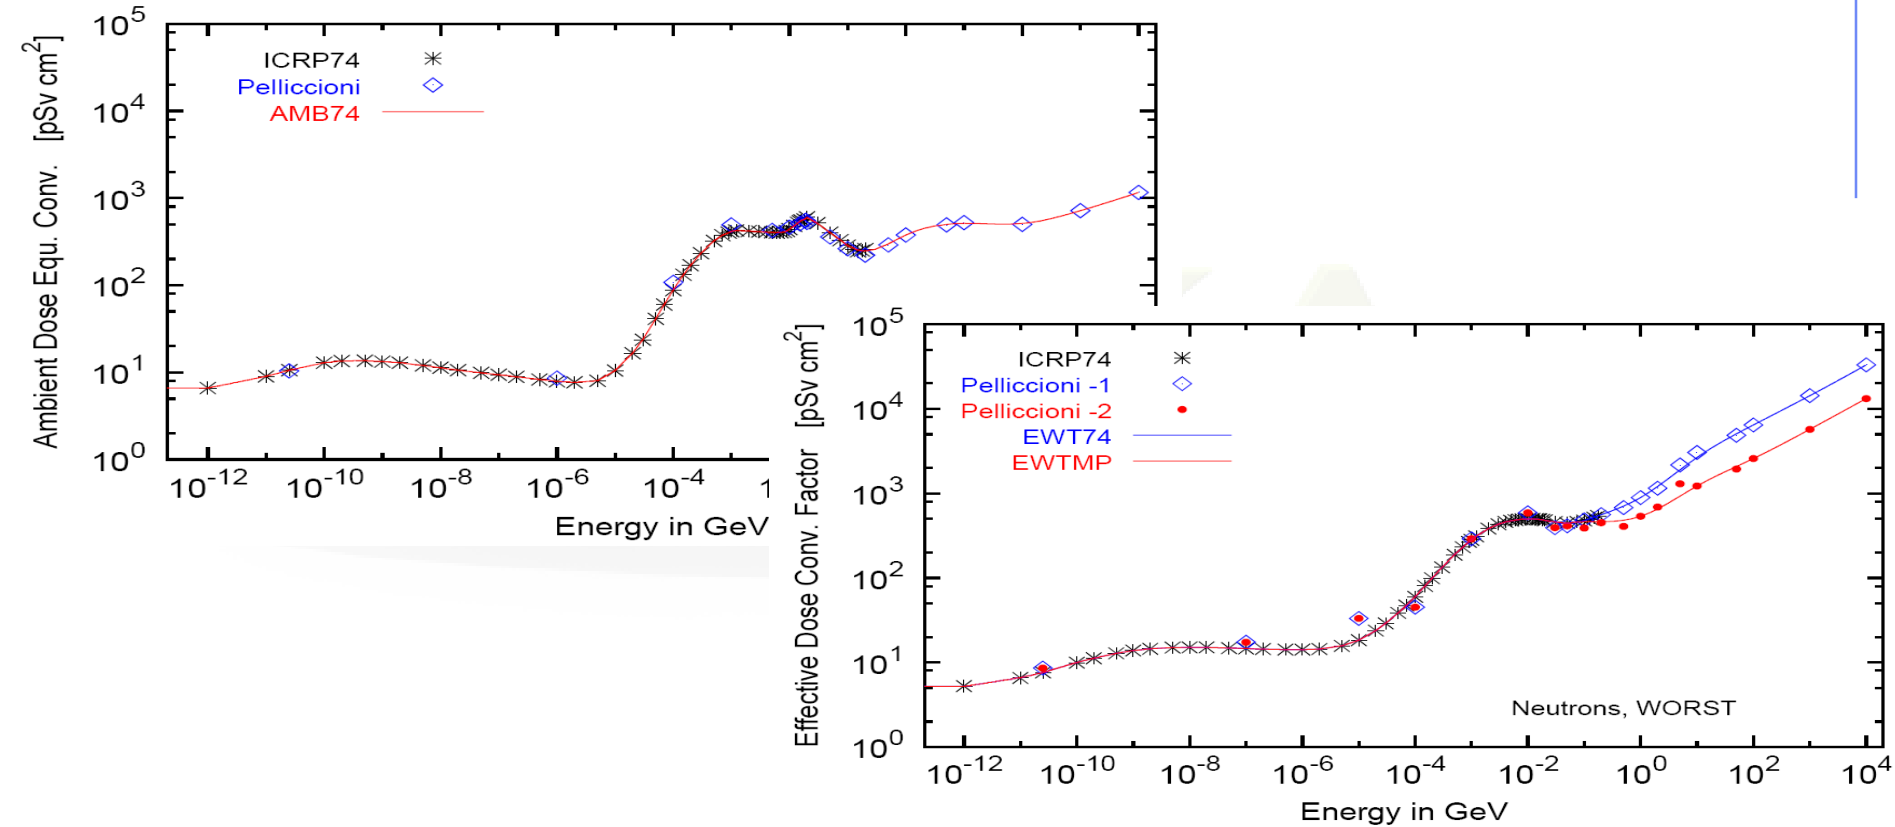 10^5
10^4
10^3
10^2
10^1
10^0
Ambient Dose Equ. Conv. [pSv cm^2]
ICRP74
Pelliccioni
AMB74
10^-12 10^-10 10^-8 10^-6 10^-4 1
Energy in GeV
10^5
10^4
10^3
10^2
10^1
10^0
Effective Dose Conv. Factor [pSv cm^2]
ICRP74
Pelliccioni -1
Pelliccioni -2
EWT74
EWTMP
Neutrons, WORST
10^-12 10^-10 10^-8 10^-6 10^-4 10^-2 10^0 10^2 10^4
Energy in GeV